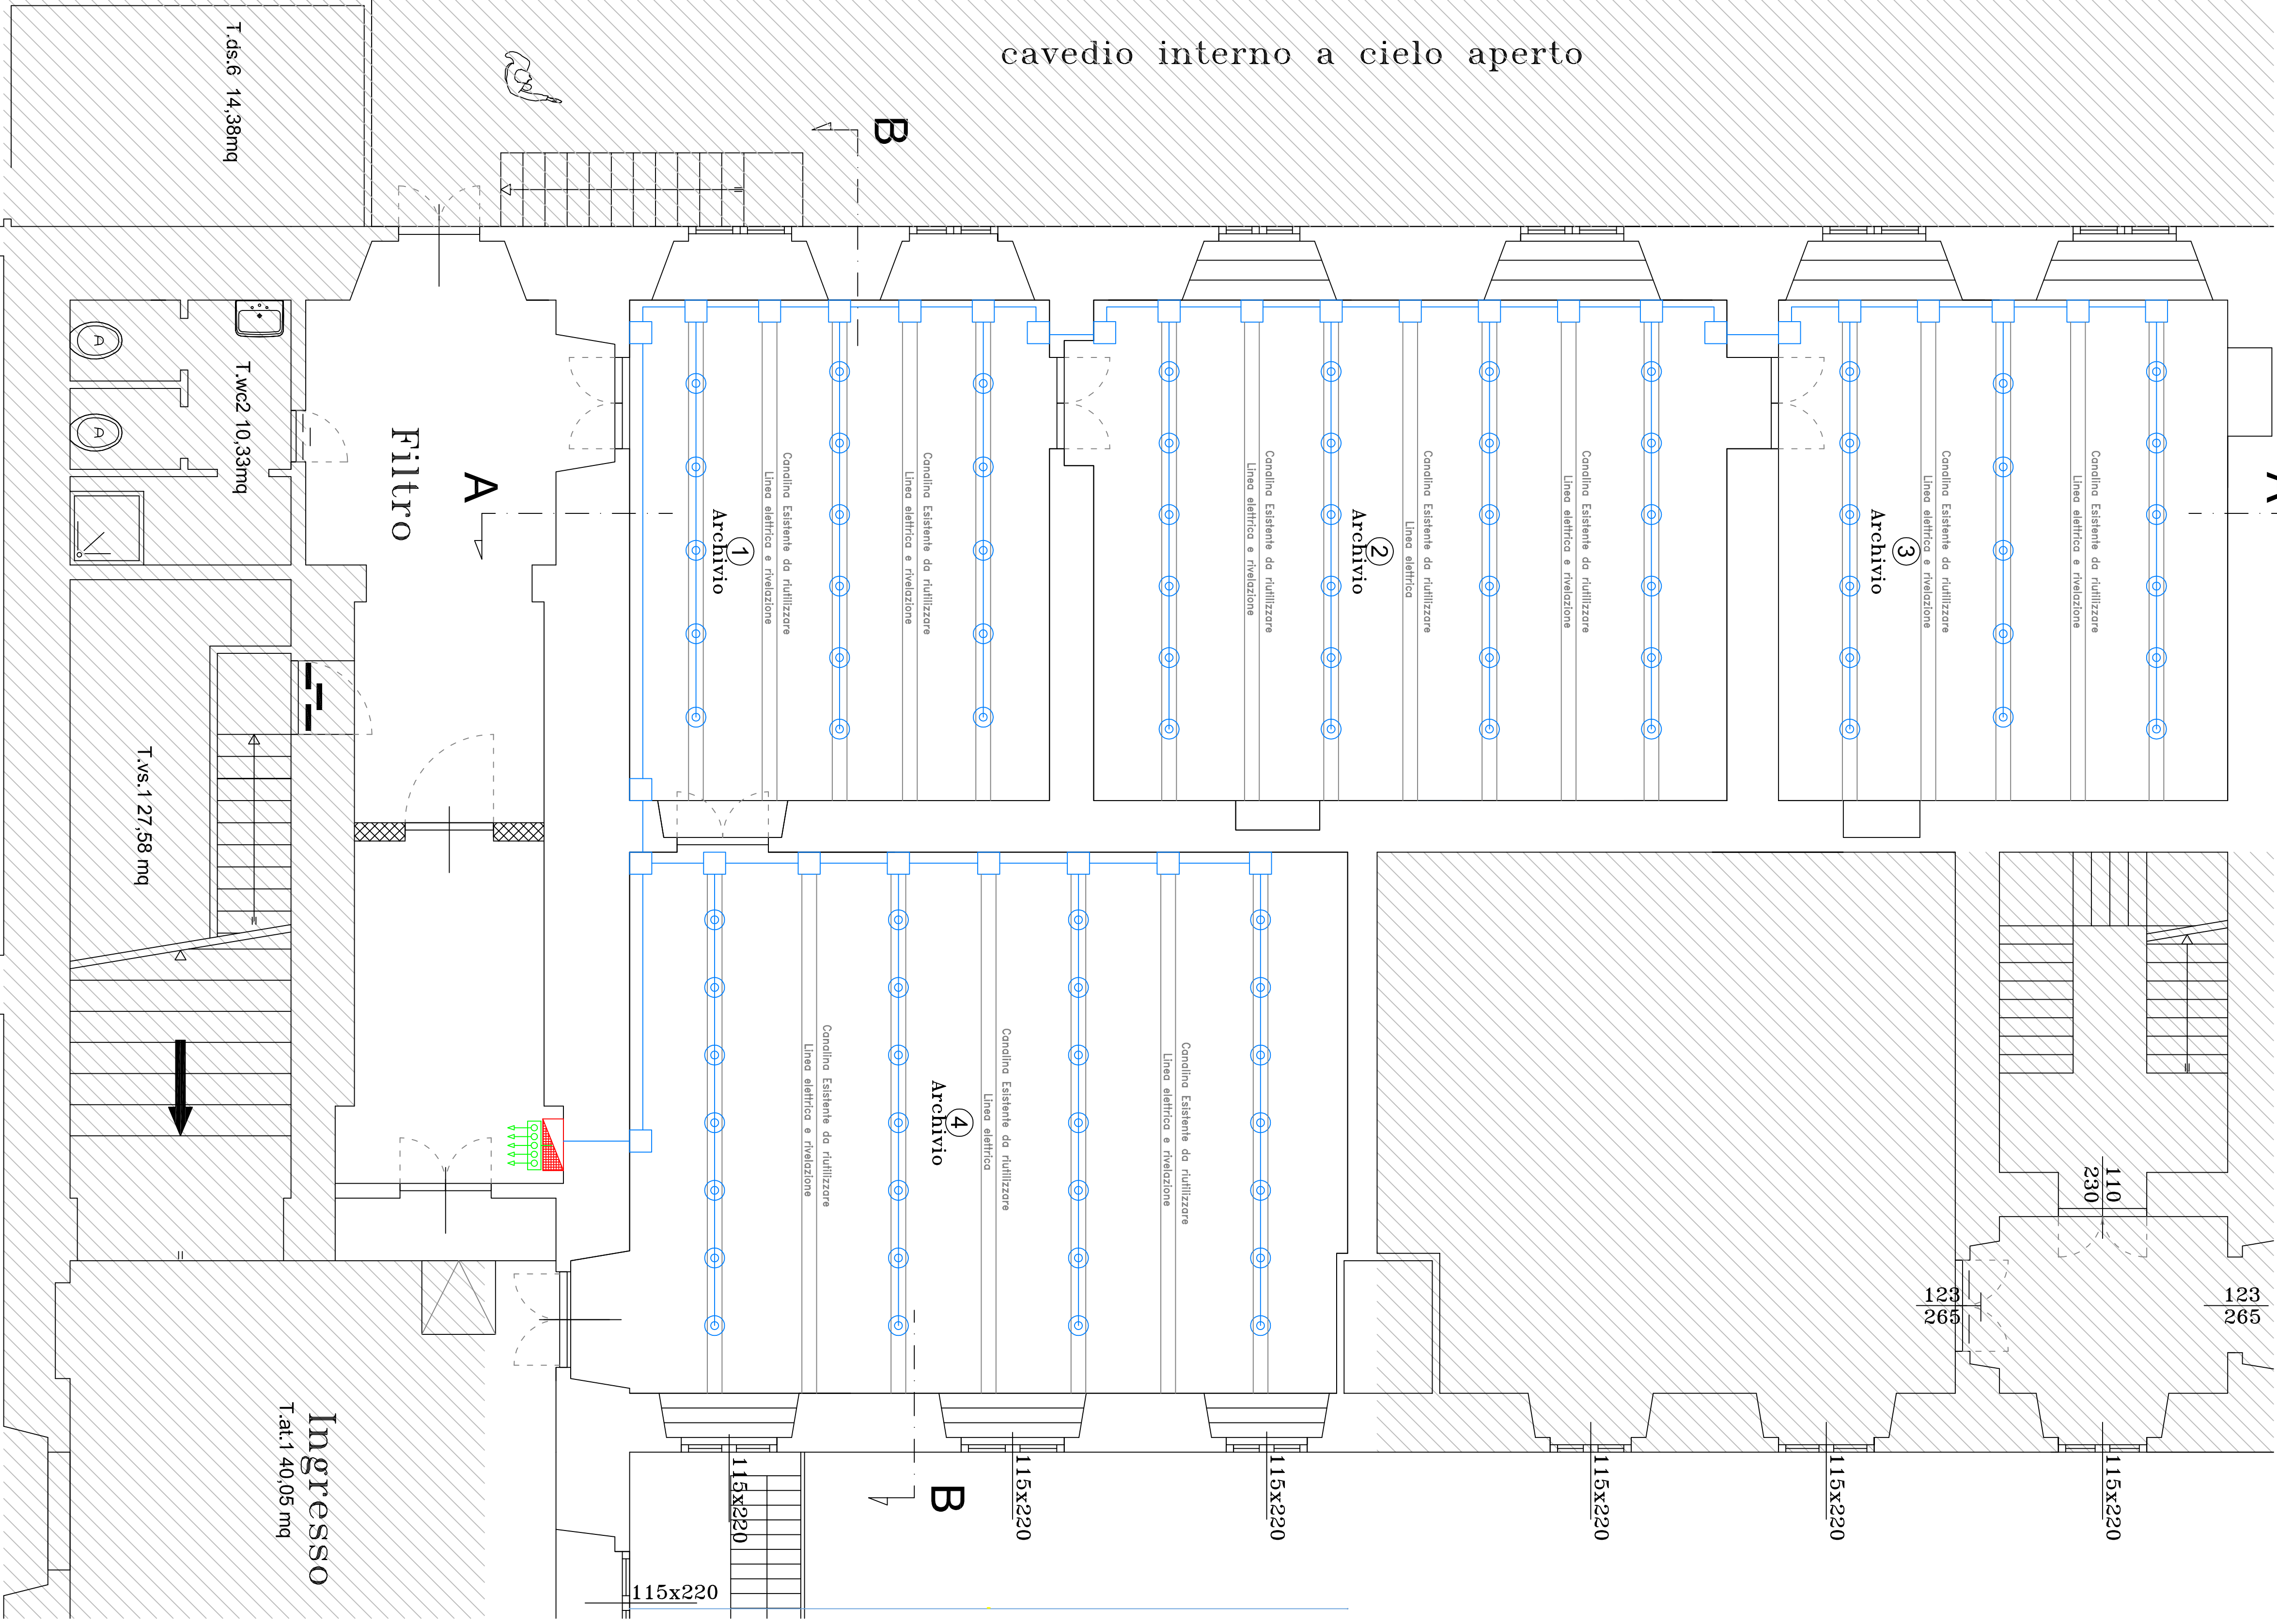 cavedio interno a cielo aperto
T.dis.6 14,38mq
B
T.wc2 10,33mq
A
A
Filtro
A
A
Canalina Esistente da riutilizzare
Linea elettrica e rivelazione
Canalina Esistente da riutilizzare
Linea elettrica e rivelazione
1
Archivio
Canalina Esistente da riutilizzare
Linea elettrica e rivelazione
Canalina Esistente da riutilizzare
Linea elettrica
Canalina Esistente da riutilizzare
Linea elettrica e rivelazione
2
Archivio
Canalina Esistente da riutilizzare
Linea elettrica e rivelazione
Canalina Esistente da riutilizzare
Linea elettrica e rivelazione
3
Archivio
T.vs.1 27,58 mq
Canalina Esistente da riutilizzare
Linea elettrica e rivelazione
Canalina Esistente da riutilizzare
Linea elettrica
Canalina Esistente da riutilizzare
Linea elettrica e rivelazione
4
Archivio
110
230
123
265
123
265
Ingresso
T.at.1 40,05 mq
B
115x220
115x220
115x220
115x220
115x220
115x220
115x220